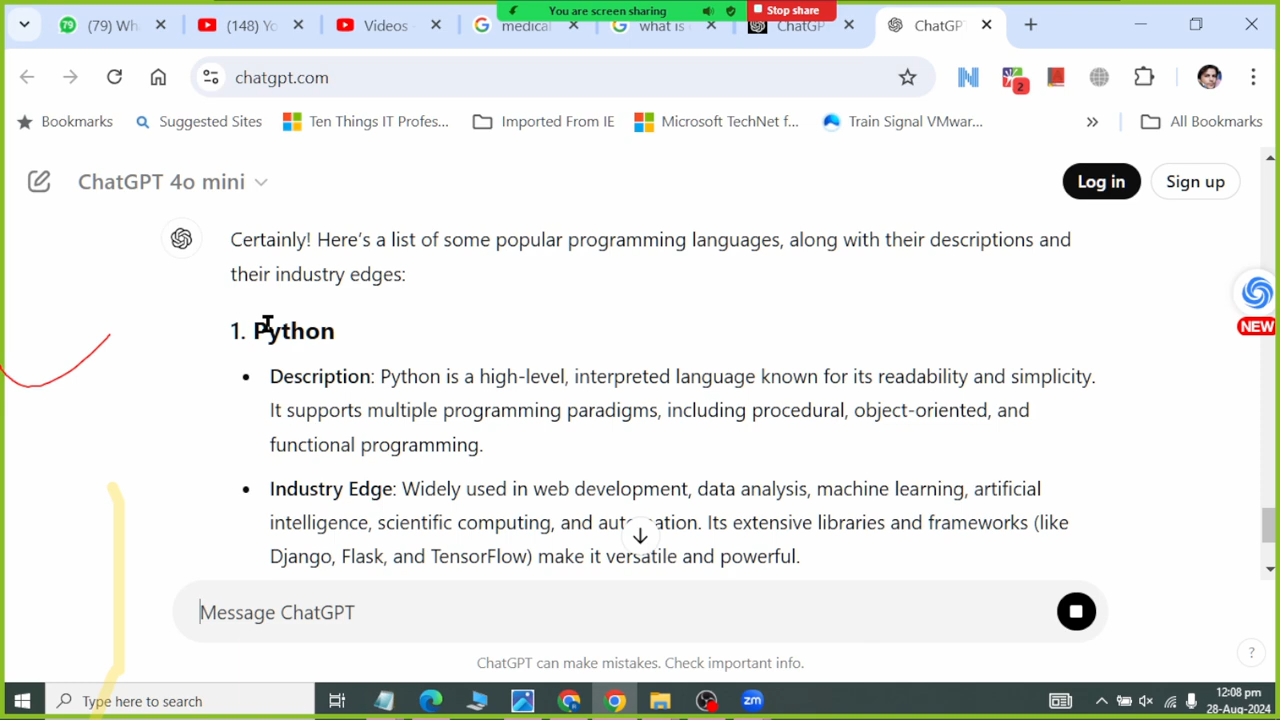 You are screen sharing
Stop share
79
(79) Wh
(148) Yo
Videos
medical
what is
ChatGP
ChatGP
chatgpt.com
2
Bookmarks
Suggested Sites
Ten Things IT Profes...
Imported From IE
Microsoft TechNet f...
Train Signal VMwar...
All Bookmarks
ChatGPT 4o mini
Log in
Sign up
Certainly! Here's a list of some popular programming languages, along with their descriptions and
their industry edges:
NEW
1. Python
• Description: Python is a high-level, interpreted language known for its readability and simplicity.
It supports multiple programming paradigms, including procedural, object-oriented, and
functional programming.
• Industry Edge: Widely used in web development, data analysis, machine learning, artificial
intelligence, scientific computing, and automation. Its extensive libraries and frameworks (like
Django, Flask, and TensorFlow) make it versatile and powerful.
Message ChatGPT
ChatGPT can make mistakes. Check important info.
?
Type here to search
zm
12:08 pm
28-Aug-2024